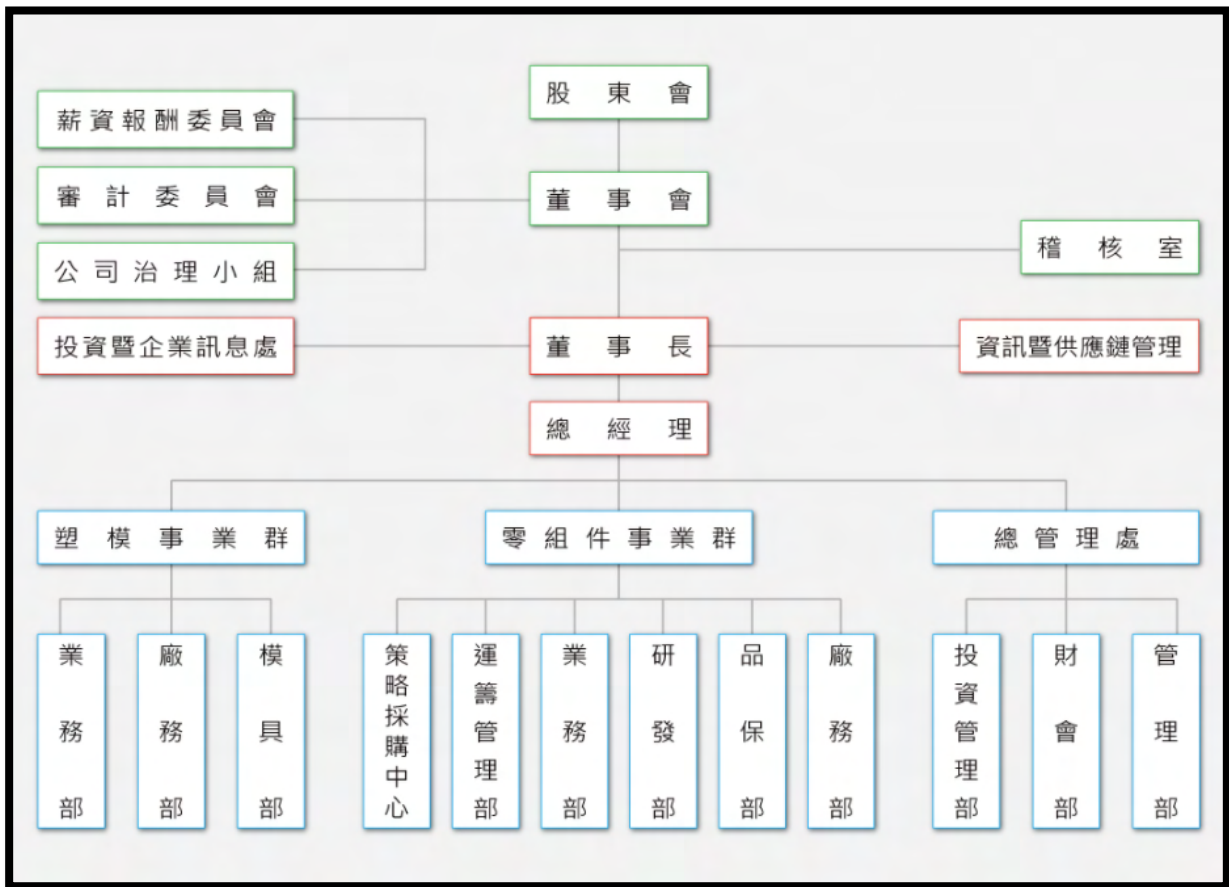 股東會
薪資報酬委員會
審計委員會
董事會
公司治理小組
稽核室
投資暨企業訊息處
董事長
資訊暨供應鏈管理
總經理
塑模事業群
零組件事業群
總管理處
業務部
廠務部
模具部
策略採購中心
運籌管理部
業務部
研發部
品保部
廠務部
投資管理部
財會部
管理部